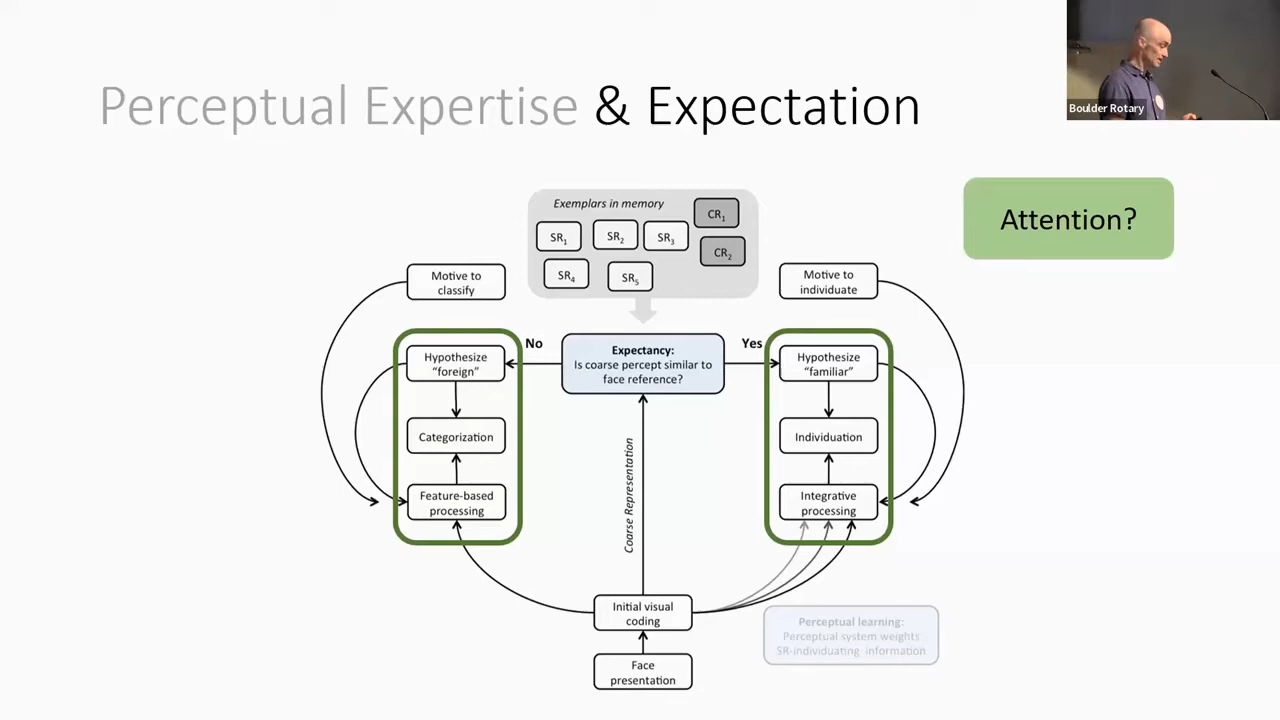 Boulder Rotary
Perceptual Expertise & Expectation
Attention?
Exemplars in memory
SR1
SR2
SR3
SR4
SR5
CR1
CR2
Motive to
classify
Motive to
individuate
No
Yes
Hypothesize
“foreign”
Expectancy:
Is coarse percept similar to
face reference?
Hypothesize
“familiar”
Categorization
Individuation
Feature-based
processing
Coarse Representation
Integrative
processing
Initial visual
coding
Perceptual learning:
Perceptual system weights
SR-individuating information
Face
presentation